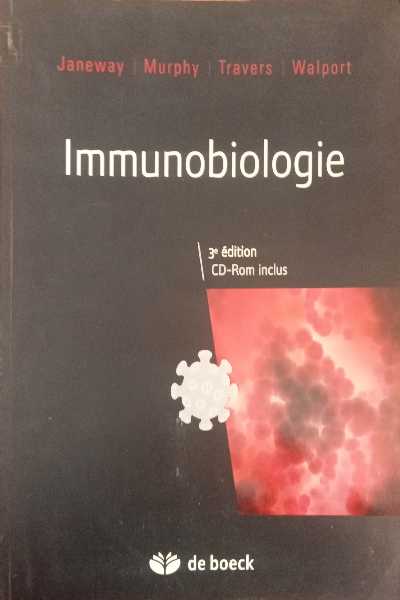 Janeway | Murphy | Travers | Walport
Immunobiologie
3e édition
CD-Rom inclus
de boeck